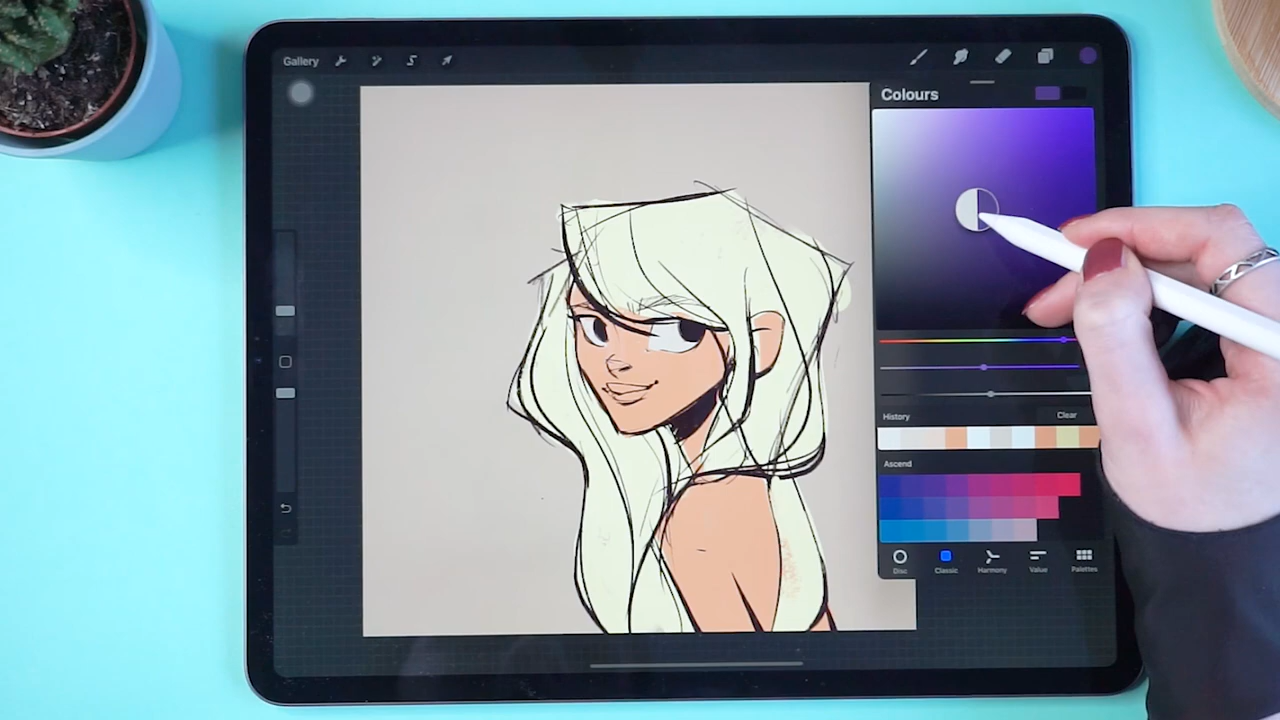 Gallery
Colours
History
Clear
Ascend
Disc
Classic
Harmony
Value
Palettes